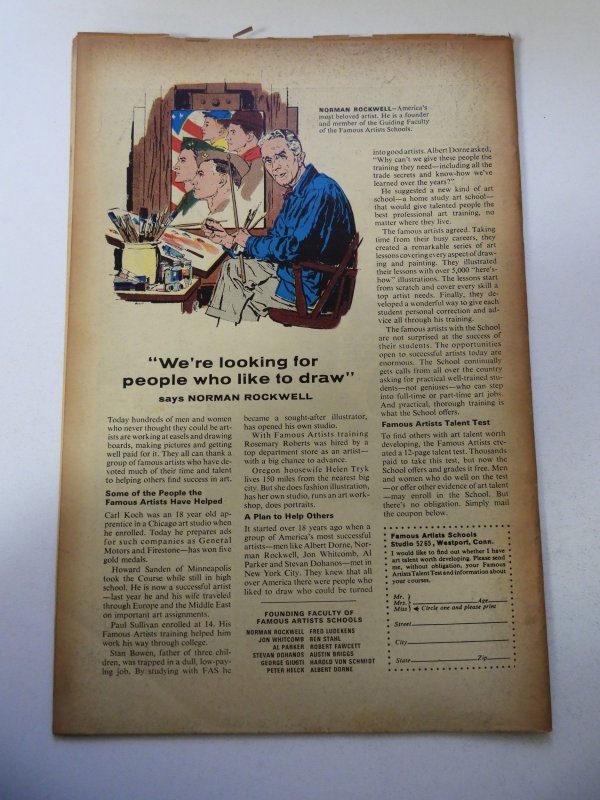 NORMAN ROCKWELL—America's
most beloved artist. He is a founder
and member of the Guiding Faculty
of the Famous Artists Schools.
"We're looking for
people who like to draw"
says NORMAN ROCKWELL
Today hundreds of men and women
who never thought they could be art-
ists are working at easels and drawing
boards, making pictures and getting
well paid for it. They all can thank a
group of famous artists who have de-
voted much of their time and talent
to helping others find success in art.
Some of the People the
Famous Artists Have Helped
Carl Koch was an 18 year old ap-
prentice in a Chicago art studio when
he enrolled. Today he prepares ads
for such companies as General
Motors and Firestone—has won five
gold medals.
Howard Sanden of Minneapolis
took the Course while still in high
school. He is now a successful artist
—last year he and his wife traveled
through Europe and the Middle East
on important art assignments.
Paul Sullivan enrolled at 14. His
Famous Artists training helped him
work his way through college.
Stan Bowen, father of three chil-
dren, was trapped in a dull, low-pay-
ing job. By studying with FAS he
became a sought-after illustrator,
has opened his own studio.
With Famous Artists training
Rosemary Roberts was hired by a
top department store as an artist—
with a big chance to advance.
Oregon housewife Helen Tryk
lives 150 miles from the nearest big
city. But she does fashion illustration,
has her own studio, runs an art work-
shop, does portraits.
A Plan to Help Others
It started over 18 years ago when a
group of America's most successful
artists—men like Albert Dorne, Nor-
man Rockwell, Jon Whitcomb, Al
Parker and Stevan Dohanos—met in
New York City. They knew that all
over America there were people who
liked to draw who could be turned
FOUNDING FACULTY OF
FAMOUS ARTISTS SCHOOLS
NORMAN ROCKWELL FRED LUDEKENS
JON WHITCOMB BEN STAHL
AL PARKER ROBERT FAWCETT
STEVAN DOHANOS AUSTIN BRIGGS
GEORGE GIUSTI HAROLD VON SCHMIDT
PETER HELCK ALBERT DORNE
into good artists. Albert Dorne asked,
"Why can't we give these people the
training they need—including all the
trade secrets and know-how we've
learned over the years?"
He suggested a new kind of art
school—a home study art school—
that would give talented people the
best professional art training, no
matter where they live.
The famous artists agreed. Taking
time from their busy careers, they
created a remarkable series of art
lessons covering every aspect of draw-
ing and painting. They illustrated
their lessons with over 5,000 "here's-
how" illustrations. The lessons start
from scratch and cover every skill a
top artist needs. Finally, they de-
veloped a wonderful way to give each
student personal correction and ad-
vice all through his training.
The famous artists with the School
are not surprised at the success of
their students. The opportunities
open to successful artists today are
enormous. The School continually
gets calls from all over the country
asking for practical well-trained stu-
dents—not geniuses—who can step
into full-time or part-time art jobs.
And practical, thorough training is
what the School offers.
Famous Artists Talent Test
To find others with art talent worth
developing, the Famous Artists cre-
ated a 12-page talent test. Thousands
paid to take this test, but now the
School offers and grades it free. Men
and women who do well on the test
—or offer other evidence of art talent
—may enroll in the School. But
there's no obligation. Simply mail
the coupon below.
Famous Artists Schools
Studio 5265, Westport, Conn.
I would like to find out whether I have
art talent worth developing. Please send
me, without obligation, your Famous
Artists Talent Test and information about
your courses.
Mr.
Mrs. Age
Miss Circle one and please print
Street
City
State Zip